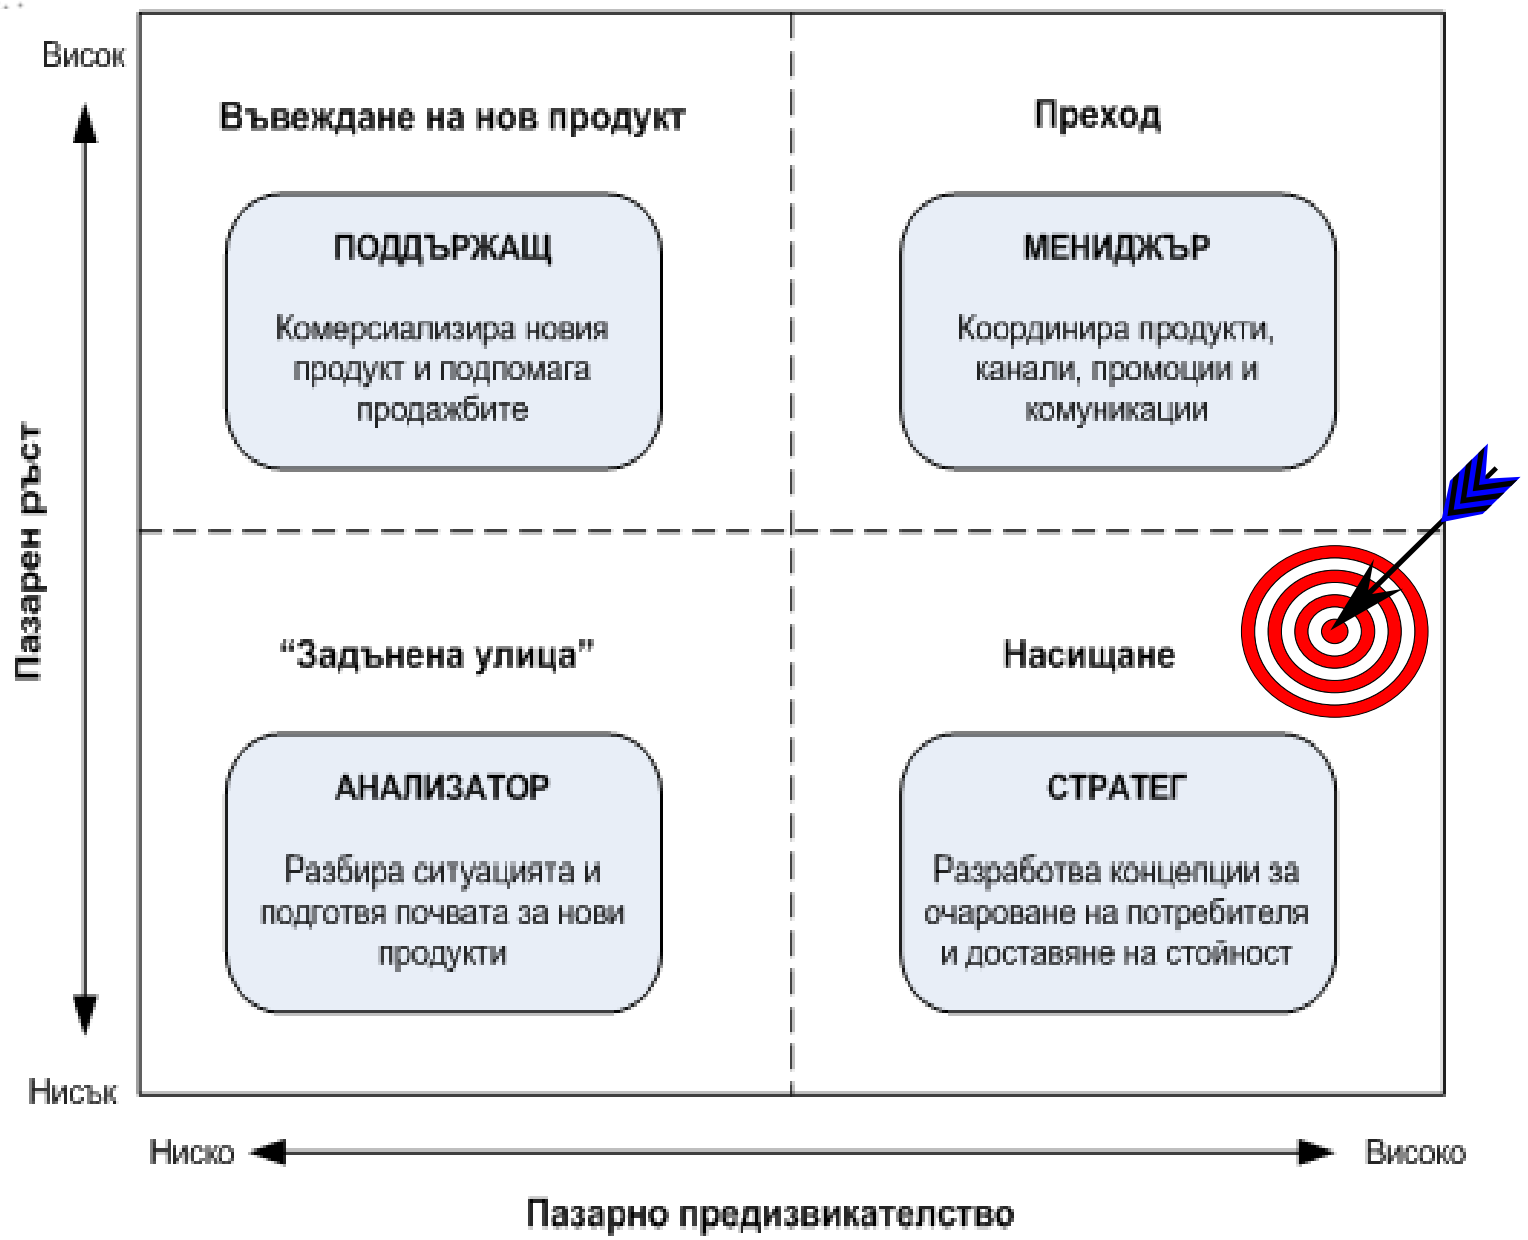 Висок
Въвеждане на нов продукт
Преход
ПОДДЪРЖАЩ
Комерсиализира новия
продукт и подпомага
продажбите
МЕНИДЖЪР
Координира продукти,
канали, промоции и
комуникации
Пазарен ръст
“Задънена улица”
Насищане
АНАЛИЗАТОР
Разбира ситуацията и
подготвя почвата за нови
продукти
СТРАТЕГ
Разработва концепции за
очароване на потребителя
и доставяне на стойност
Нисък
Ниско
Високо
Пазарно предизвикателство